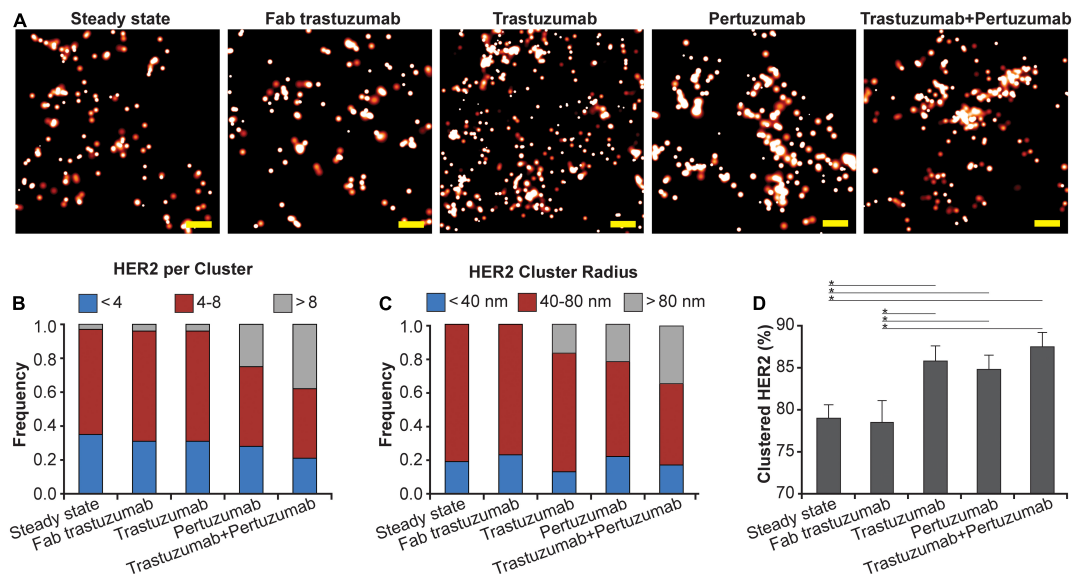 A
Steady state
Fab trastuzumab
Trastuzumab
Pertuzumab
Trastuzumab+Pertuzumab
HER2 per Cluster
B
< 4
4-8
> 8
Frequency
1.0
0.8
0.6
0.4
0.2
0.0
Steady state
Fab trastuzumab
Trastuzumab
Pertuzumab
Trastuzumab+Pertuzumab
HER2 Cluster Radius
C
< 40 nm
40-80 nm
> 80 nm
Frequency
1.0
0.8
0.6
0.4
0.2
0.0
Steady state
Fab trastuzumab
Trastuzumab
Pertuzumab
Trastuzumab+Pertuzumab
D
*
*
*
*
*
*
Clustered HER2 (%)
90
85
80
75
70
Steady state
Fab trastuzumab
Trastuzumab
Pertuzumab
Trastuzumab+Pertuzumab